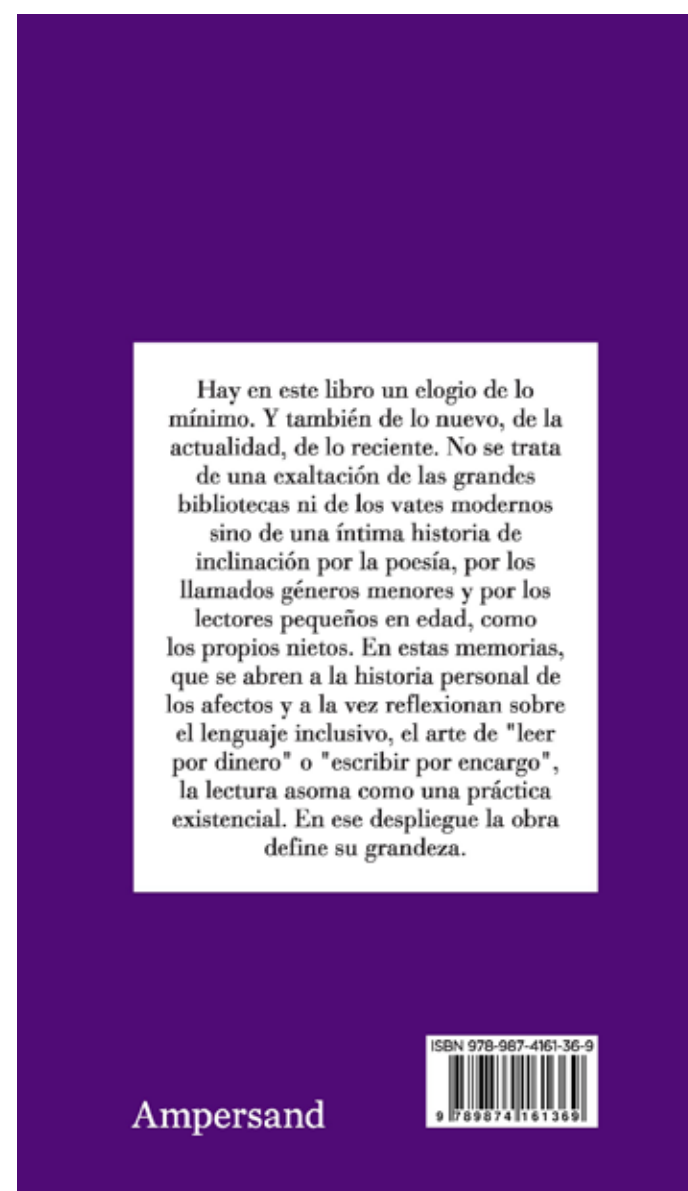 Hay en este libro un elogio de lo
mínimo. Y también de lo nuevo, de la
actualidad, de lo reciente. No se trata
de una exaltación de las grandes
bibliotecas ni de los vates modernos
sino de una íntima historia de
inclinación por la poesía, por los
llamados géneros menores y por los
lectores pequeños en edad, como
los propios nietos. En estas memorias,
que se abren a la historia personal de
los afectos y a la vez reflexionan sobre
el lenguaje inclusivo, el arte de "leer
por dinero" o "escribir por encargo",
la lectura asoma como una práctica
existencial. En ese despliegue la obra
define su grandeza.
ISBN 978-987-4161-36-9
9 789874 161369
Ampersand